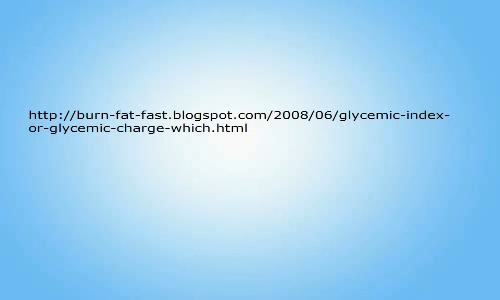 http://burn-fat-fast.blogspot.com/2008/06/glycemic-index-
or-glycemic-charge-which.html